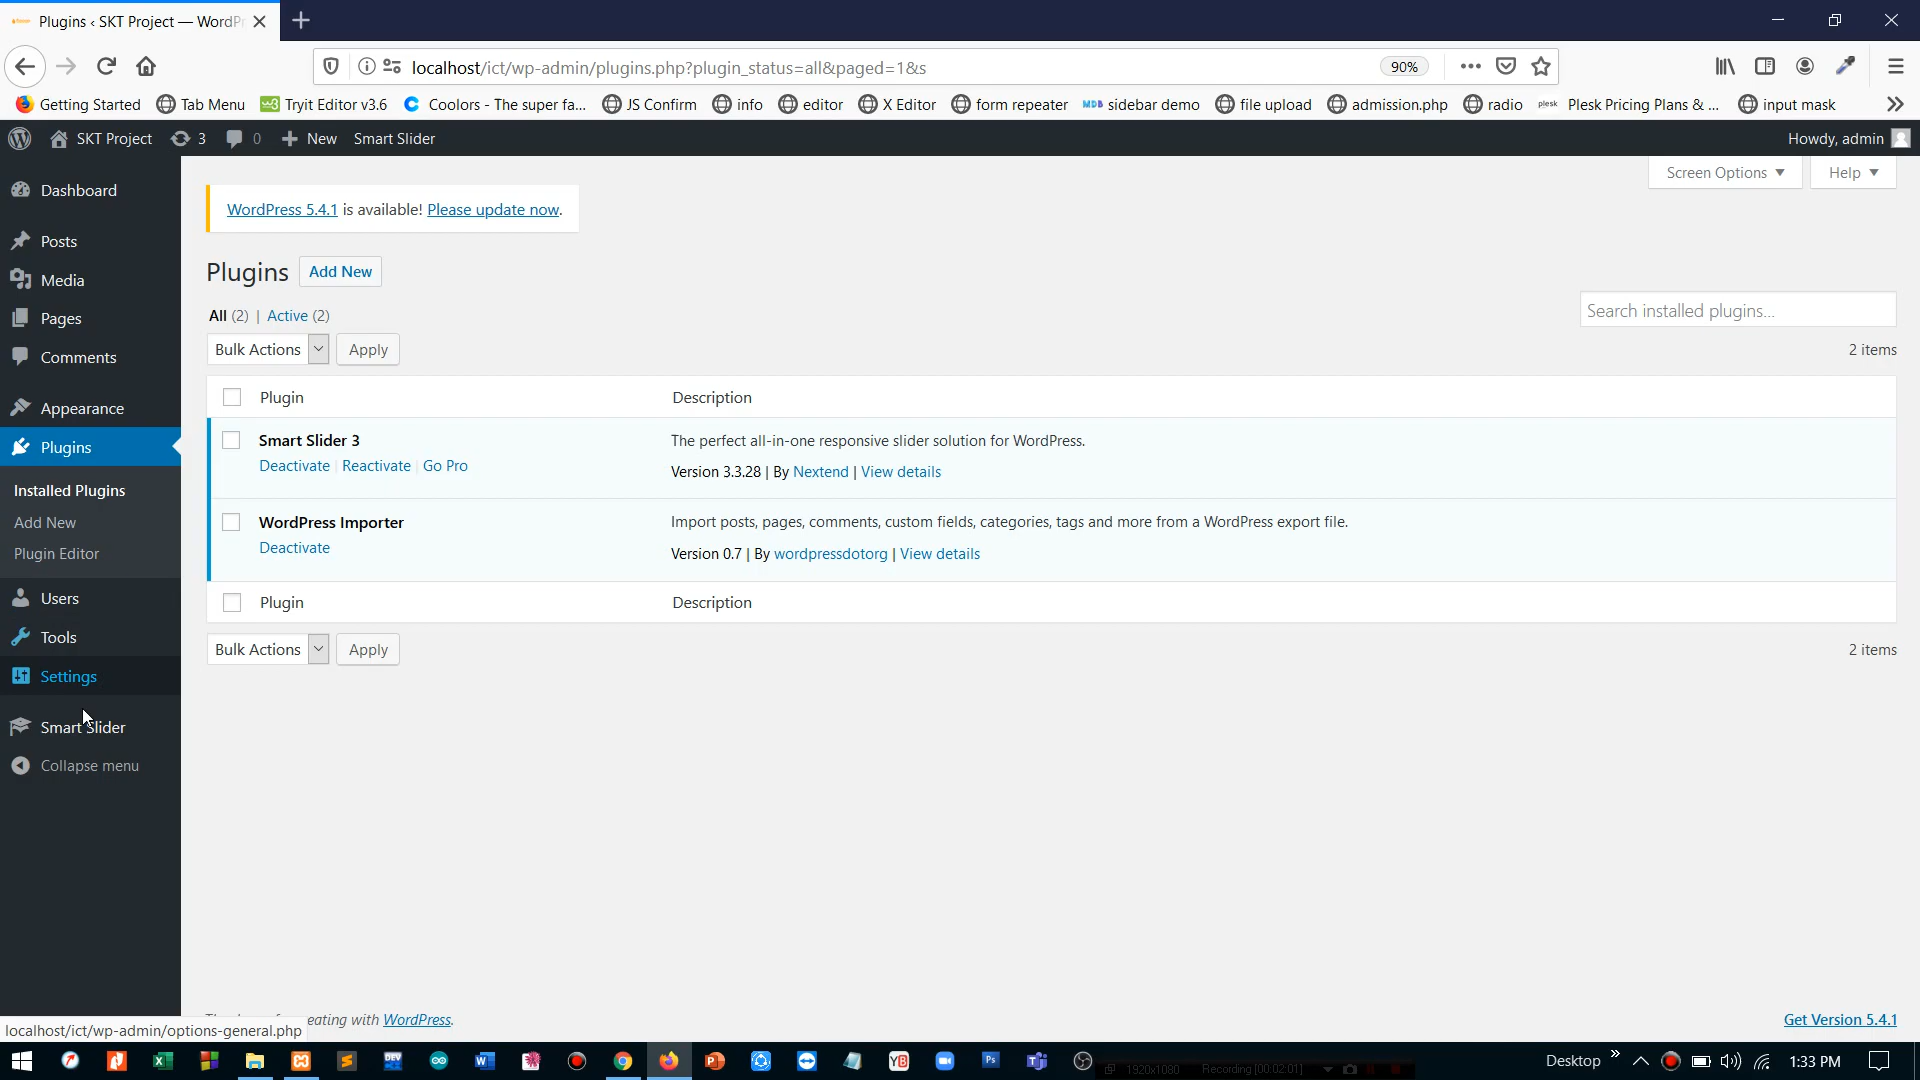 Plugins ‹ SKT Project — WordPr
localhost/ict/wp-admin/plugins.php?plugin_status=all&paged=1&s
90%
Getting Started
Tab Menu
Tryit Editor v3.6
Coolors - The super fa...
JS Confirm
info
editor
X Editor
form repeater
MDB sidebar demo
file upload
admission.php
radio
plesk Plesk Pricing Plans & ...
input mask
SKT Project
3
0
New
Smart Slider
Howdy, admin
Screen Options
Help
Dashboard
Posts
Media
Pages
Comments
Appearance
Plugins
Installed Plugins
Add New
Plugin Editor
Users
Tools
Settings
Smart Slider
Collapse menu
WordPress 5.4.1 is available! Please update now.
Plugins
Add New
All (2) | Active (2)
Search installed plugins...
Bulk Actions
Apply
2 items
Plugin
Description
Smart Slider 3
Deactivate | Reactivate | Go Pro
The perfect all-in-one responsive slider solution for WordPress.
Version 3.3.28 | By Nextend | View details
WordPress Importer
Deactivate
Import posts, pages, comments, custom fields, categories, tags and more from a WordPress export file.
Version 0.7 | By wordpressdotorg | View details
Plugin
Description
Bulk Actions
Apply
2 items
eating with WordPress.
Get Version 5.4.1
localhost/ict/wp-admin/options-general.php
Desktop
1:33 PM
1920x1080
Recording [00:02:01]